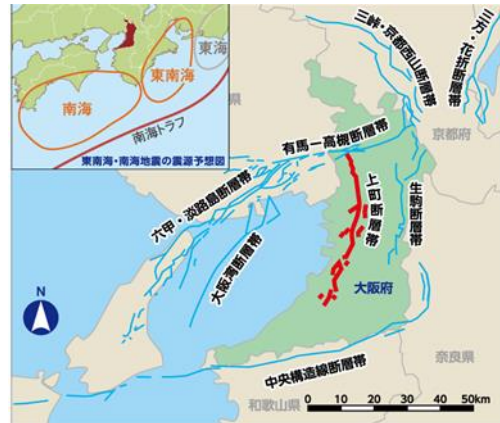 東海
東南海
南海
南海トラフ
東南海・南海地震の震源予想図
三峠・京都西山断層帯
三方・花折断層帯
京都府
県
有馬ー高槻断層帯
六甲・淡路島断層帯
大阪湾断層帯
上町断層帯
生駒断層帯
大阪府
N
中央構造線断層帯
奈良県
和歌山県
0 10 20 30 40 50km